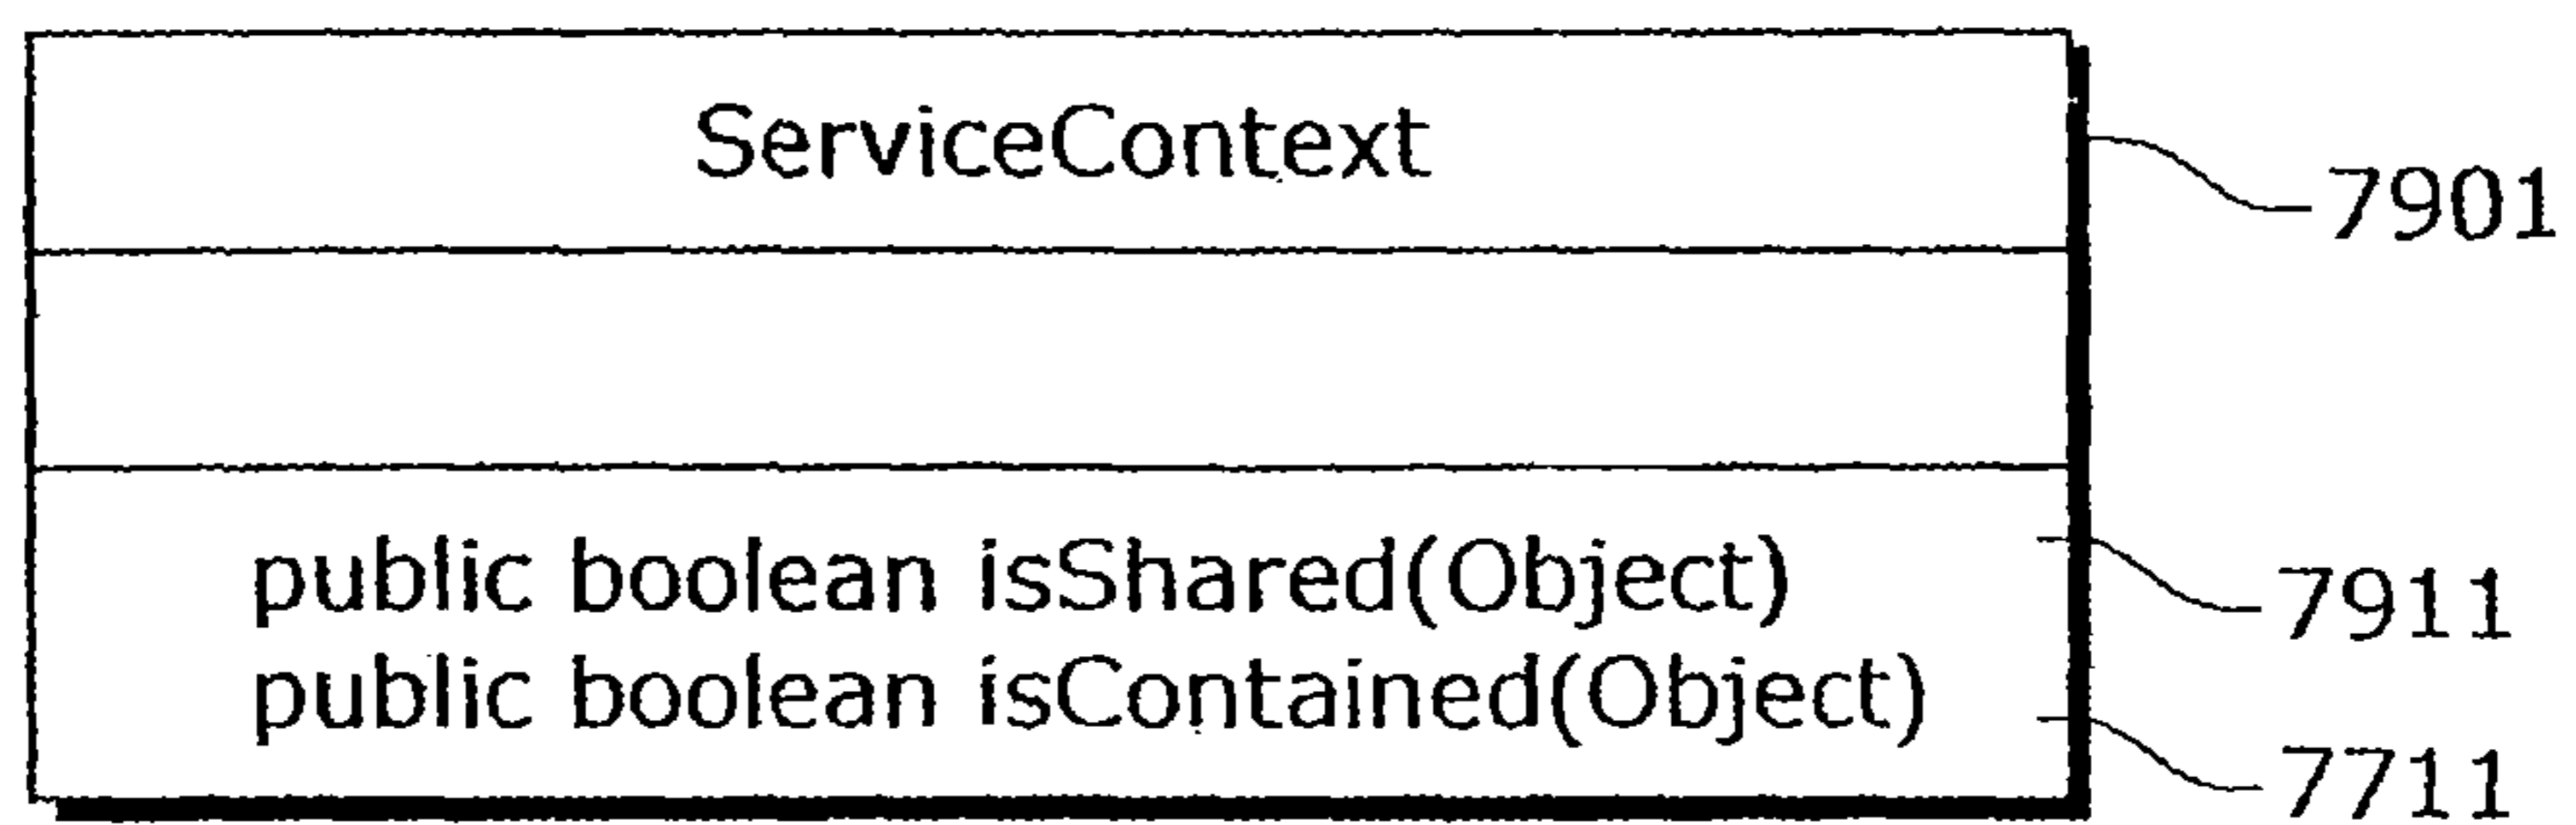 ServiceContext
7901
public boolean isShared(Object)
7911
public boolean isContained(Object)
7711